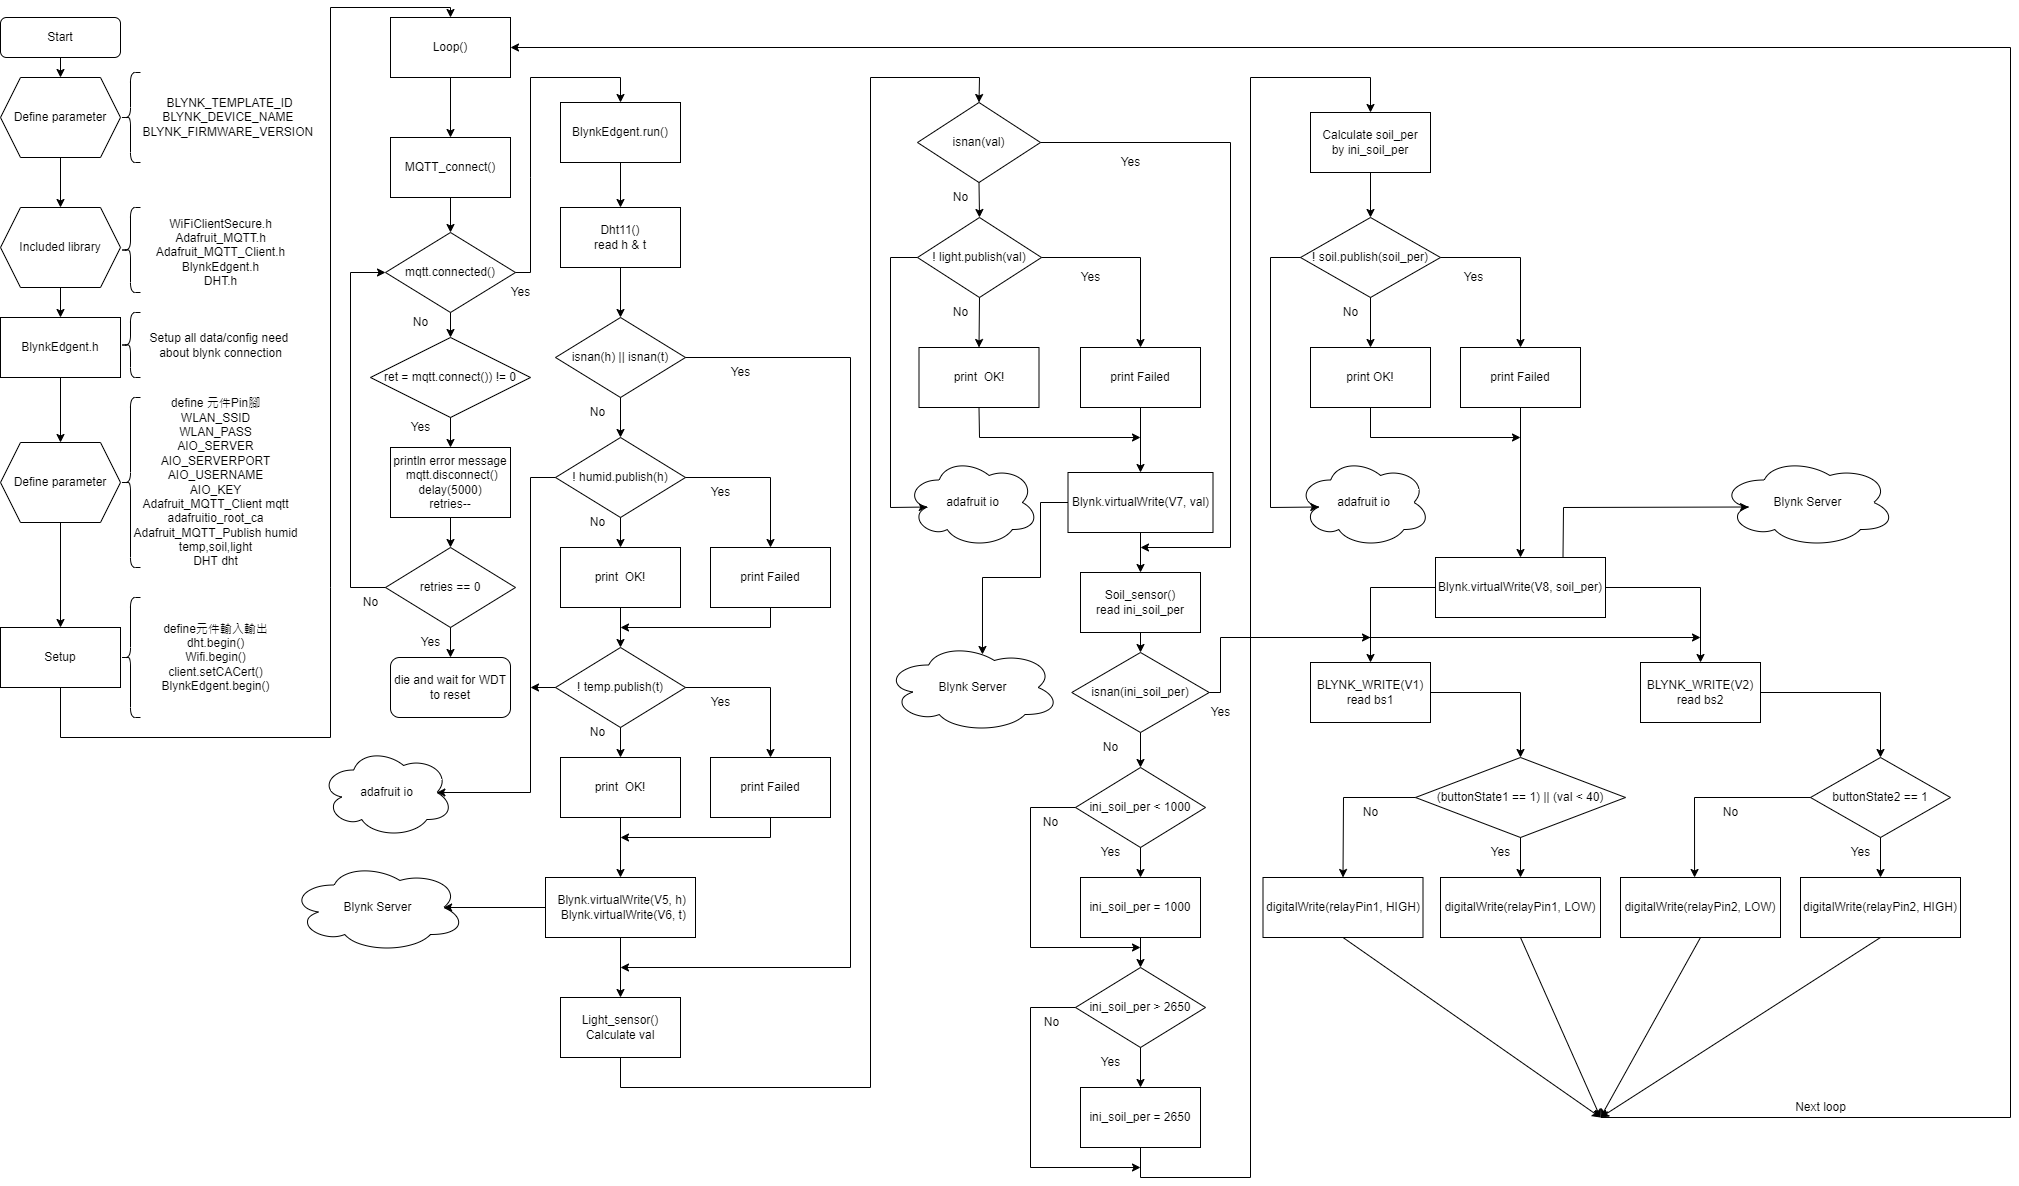 Start
Define parameter
BLYNK_TEMPLATE_ID
BLYNK_DEVICE_NAME
BLYNK_FIRMWARE_VERSION
Included library
WiFiClientSecure.h
Adafruit_MQTT.h
Adafruit_MQTT_Client.h
BlynkEdgent.h
DHT.h
BlynkEdgent.h
Setup all data/config need
about blynk connection
Define parameter
define 元件Pin腳
WLAN_SSID
WLAN_PASS
AIO_SERVER
AIO_SERVERPORT
AIO_USERNAME
AIO_KEY
Adafruit_MQTT_Client mqtt
adafruitio_root_ca
Adafruit_MQTT_Publish humid
temp,soil,light
DHT dht
Setup
define元件輸入輸出
dht.begin()
Wifi.begin()
client.setCACert()
BlynkEdgent.begin()
Loop()
MQTT_connect()
mqtt.connected()
Yes
No
ret = mqtt.connect()) != 0
Yes
println error message
mqtt.disconnect()
delay(5000)
retries--
retries == 0
No
Yes
die and wait for WDT
to reset
adafruit io
Blynk Server
BlynkEdgent.run()
Dht11()
read h & t
isnan(h) || isnan(t)
Yes
No
! humid.publish(h)
Yes
No
print  OK!
print Failed
! temp.publish(t)
Yes
No
print  OK!
print Failed
Blynk.virtualWrite(V5, h)
Blynk.virtualWrite(V6, t)
Light_sensor()
Calculate val
isnan(val)
Yes
No
! light.publish(val)
Yes
No
print  OK!
print Failed
adafruit io
Blynk.virtualWrite(V7, val)
Blynk Server
Soil_sensor()
read ini_soil_per
isnan(ini_soil_per)
Yes
No
ini_soil_per < 1000
No
Yes
ini_soil_per = 1000
ini_soil_per > 2650
No
Yes
ini_soil_per = 2650
Calculate soil_per
by ini_soil_per
! soil.publish(soil_per)
Yes
No
print OK!
print Failed
adafruit io
Blynk Server
Blynk.virtualWrite(V8, soil_per)
BLYNK_WRITE(V1)
read bs1
BLYNK_WRITE(V2)
read bs2
(buttonState1 == 1) || (val < 40)
No
Yes
buttonState2 == 1
No
Yes
digitalWrite(relayPin1, HIGH)
digitalWrite(relayPin1, LOW)
digitalWrite(relayPin2, LOW)
digitalWrite(relayPin2, HIGH)
Next loop